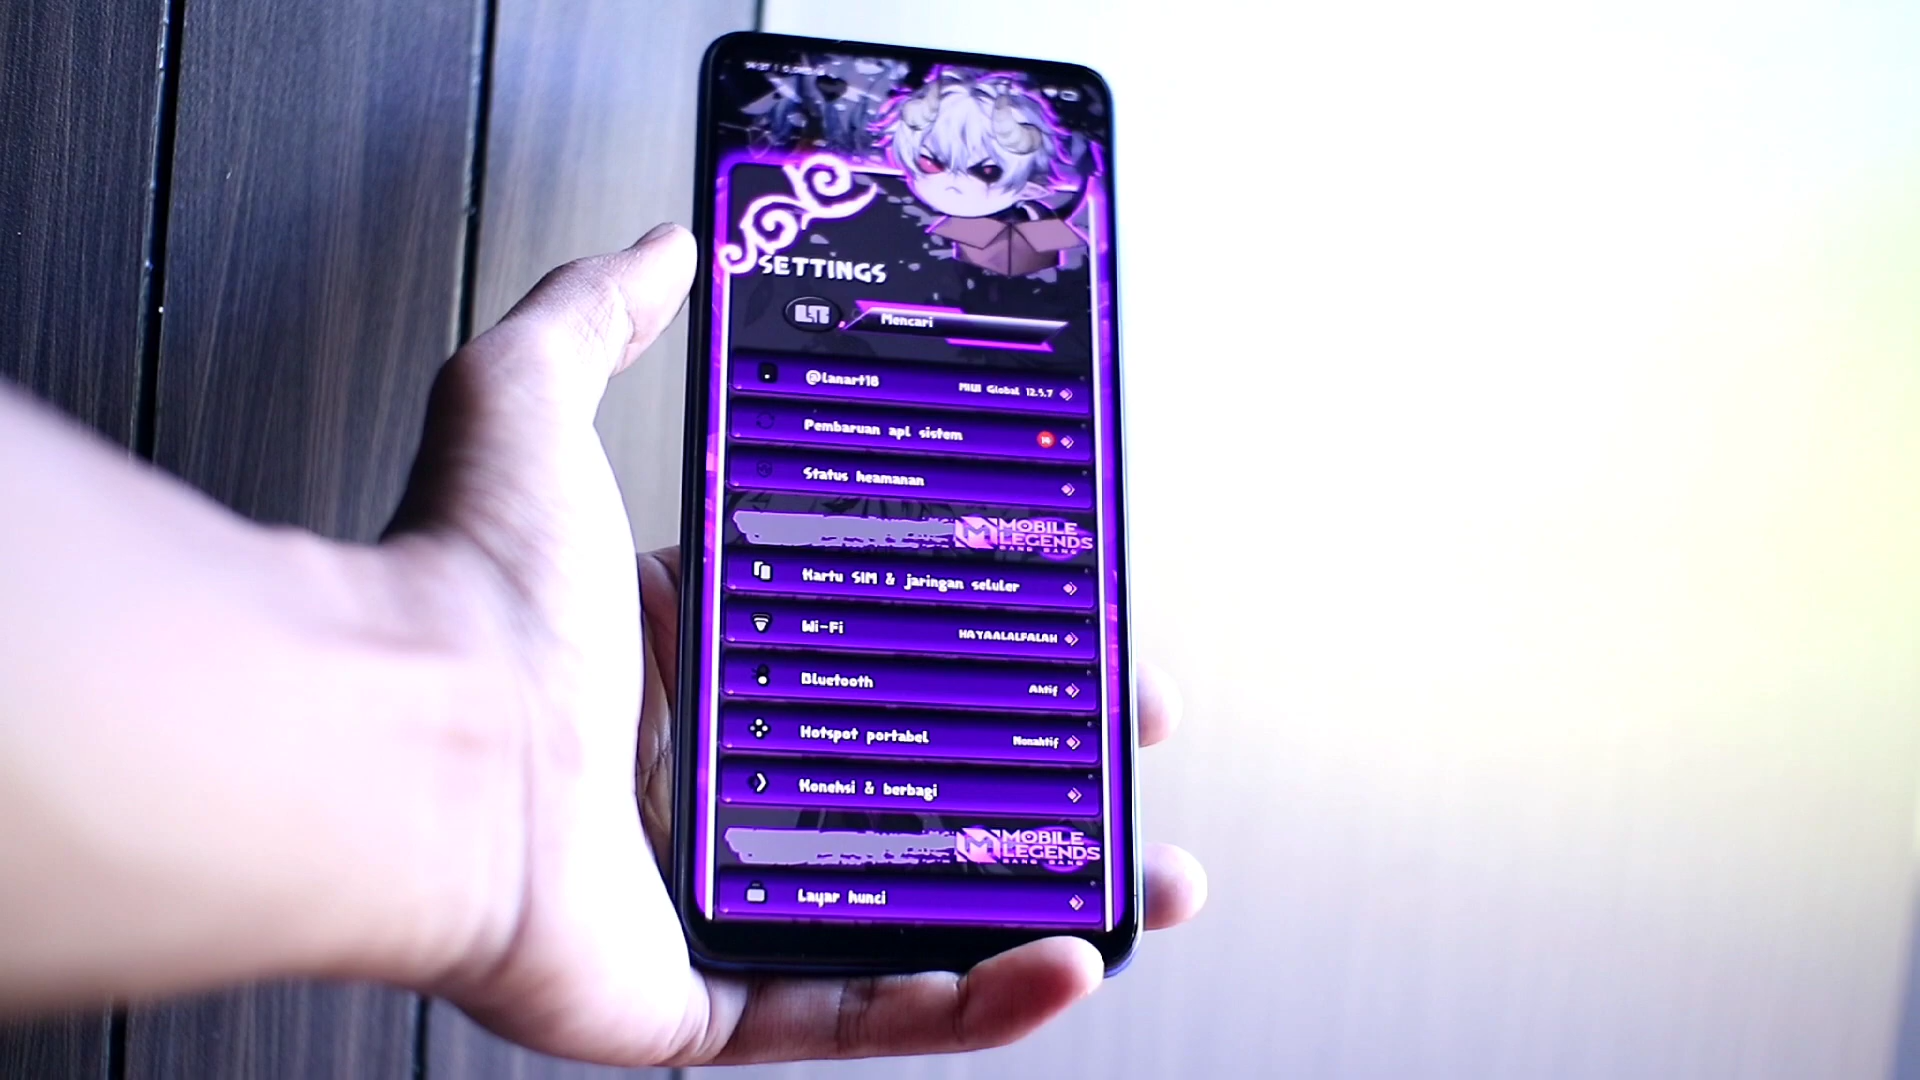 SETTINGS
Mencari
@Lanart18 MIUI Global 12.5.7
Pembaruan apl sistem
Status keamanan
MOBILE LEGENDS
BANG BANG
Kartu SIM & jaringan seluler
Wi-Fi HAYAALALFALAH
Bluetooth Aktif
Hotspot portabel Nonaktif
Koneksi & berbagi
MOBILE LEGENDS
BANG BANG
Layar kunci